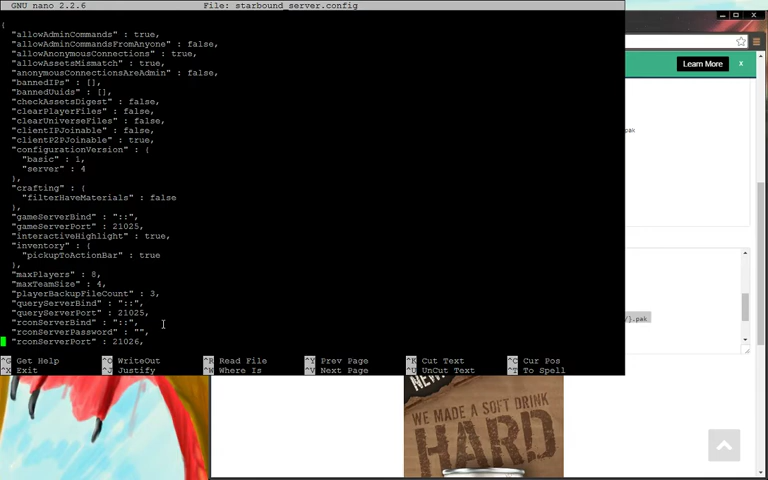 GNU nano 2.2.6 File: starbound_server.config
{
"allowAdminCommands" : true,
"allowAdminCommandsFromAnyone" : false,
"allowAnonymousConnections" : true,
"allowAssetsMismatch" : true,
"anonymousConnectionsAreAdmin" : false,
"bannedIPs" : [],
"bannedUuids" : [],
"checkAssetsDigest" : false,
"clearPlayerFiles" : false,
"clearUniverseFiles" : false,
"clientIPJoinable" : false,
"clientP2PJoinable" : true,
"configurationVersion" : {
"basic" : 1,
"server" : 4
},
"crafting" : {
"filterHaveMaterials" : false
},
"gameServerBind" : "::",
"gameServerPort" : 21025,
"interactiveHighlight" : true,
"inventory" : {
"pickupToActionBar" : true
},
"maxPlayers" : 8,
"maxTeamSize" : 4,
"playerBackupFileCount" : 3,
"queryServerBind" : "::",
"queryServerPort" : 21025,
"rconServerBind" : "::",
"rconServerPassword" : "",
"rconServerPort" : 21026,
^G Get Help ^O WriteOut ^R Read File ^Y Prev Page ^K Cut Text ^C Cur Pos
^X Exit ^J Justify ^W Where Is ^V Next Page ^U UnCut Text ^T To Spell
Learn More x
pak
/}.pak
NEW!
WE MADE A SOFT DRINK
HARD